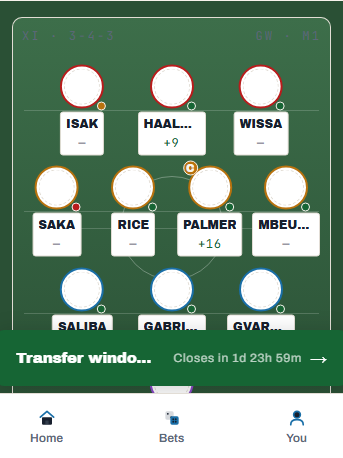 XI · 3-4-3 GW · M1
ISAK HAAL... WISSA
— +9 —
C
SAKA RICE PALMER MBEU...
— — +16 —
SALIBA GABRI... GVAR...
Transfer windo... Closes in 1d 23h 59m →
Home Bets You